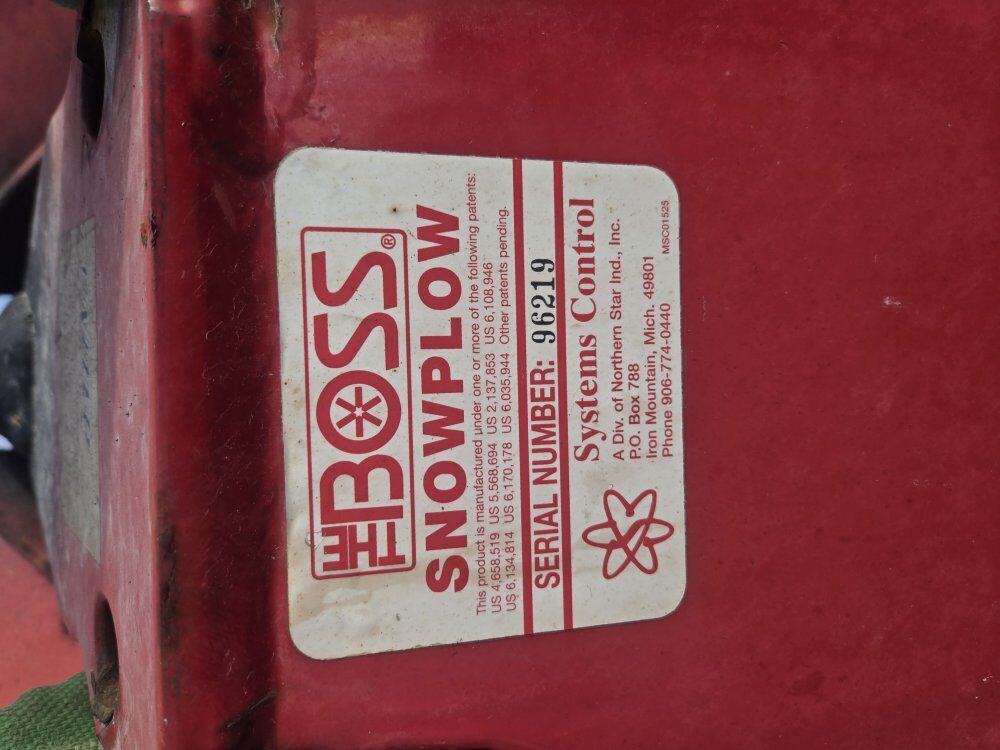 THE BOSS®
SNOWPLOW
This product is manufactured under one or more of the following patents:
US 4,658,519 US 5,568,694 US 2,137,853 US 6,108,946
US 6,134,814 US 6,170,178 US 6,035,944 Other patents pending.
SERIAL NUMBER: 96219
Systems Control
A Div. of Northern Star Ind., Inc.
P.O. Box 788
Iron Mountain, Mich. 49801
Phone 906-774-0440
MSC01525